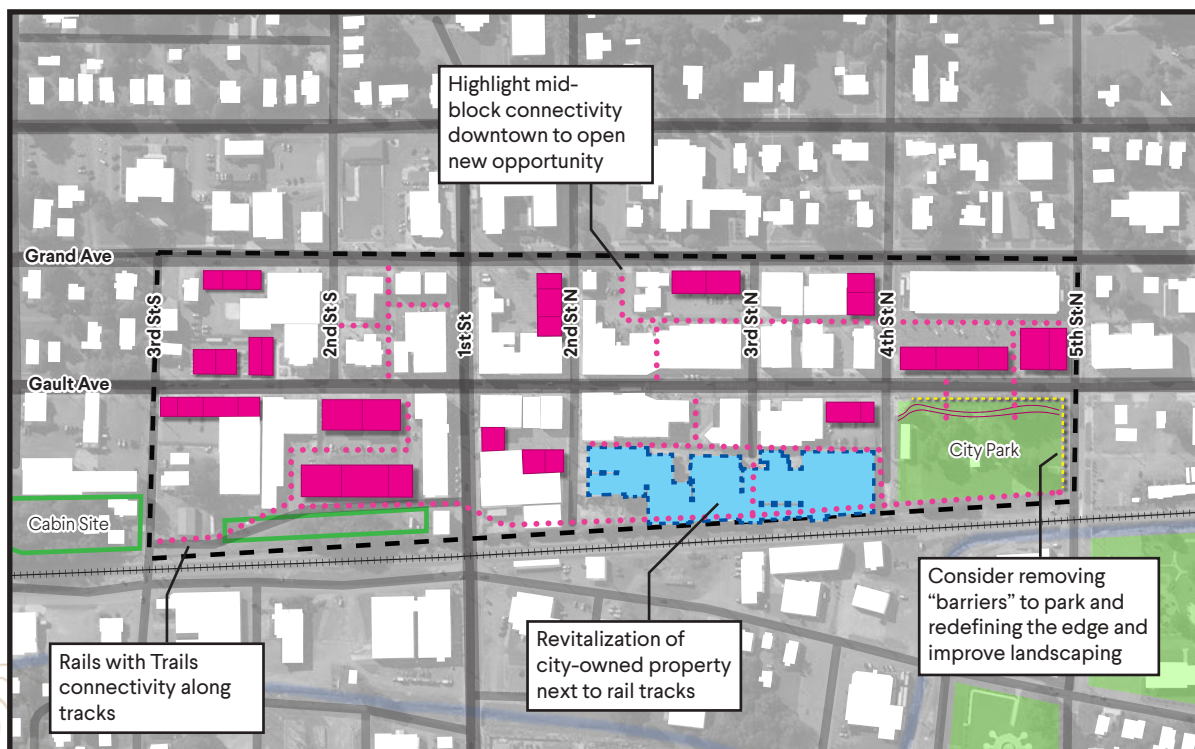 Highlight mid-
block connectivity
downtown to open
new opportunity
Grand Ave
3rd St S
2nd St S
1st St
2nd St N
3rd St N
4th St N
5th St N
Gault Ave
City Park
Cabin Site
Rails with Trails
connectivity along
tracks
Revitalization of
city-owned property
next to rail tracks
Consider removing
“barriers” to park and
redefining the edge and
improve landscaping